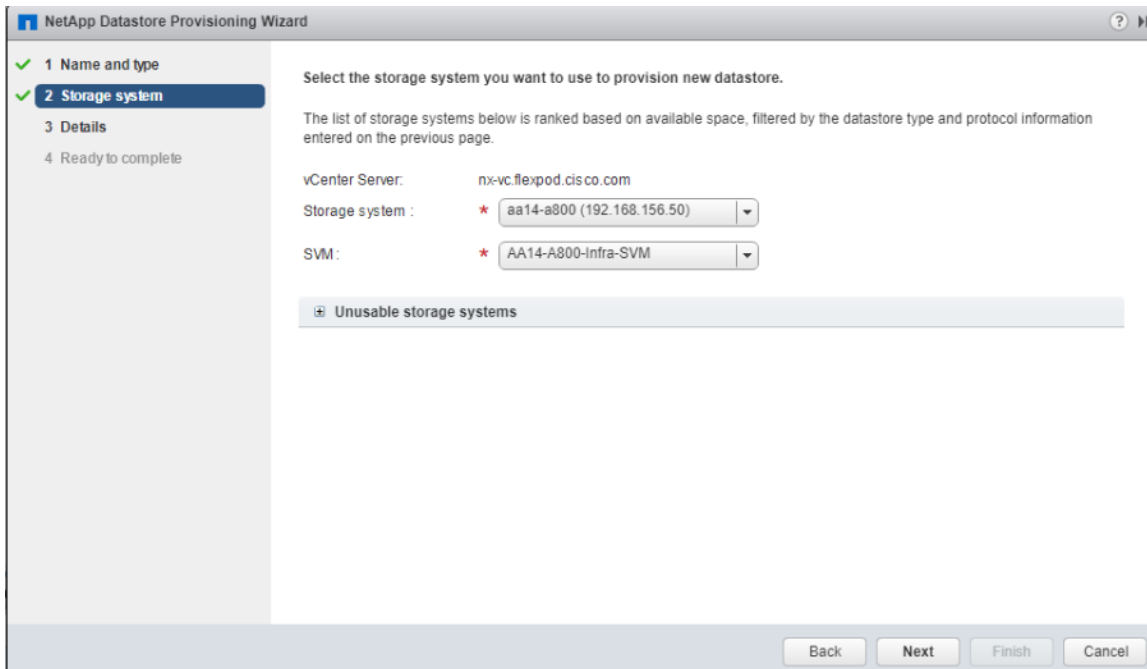 NetApp Datastore Provisioning Wizard
?
1 Name and type
2 Storage system
3 Details
4 Ready to complete
Select the storage system you want to use to provision new datastore.
The list of storage systems below is ranked based on available space, filtered by the datastore type and protocol information
entered on the previous page.
vCenter Server: nx-vc.flexpod.cisco.com
Storage system : * aa14-a800 (192.168.156.50)
SVM : * AA14-A800-Infra-SVM
Unusable storage systems
Back Next Finish Cancel